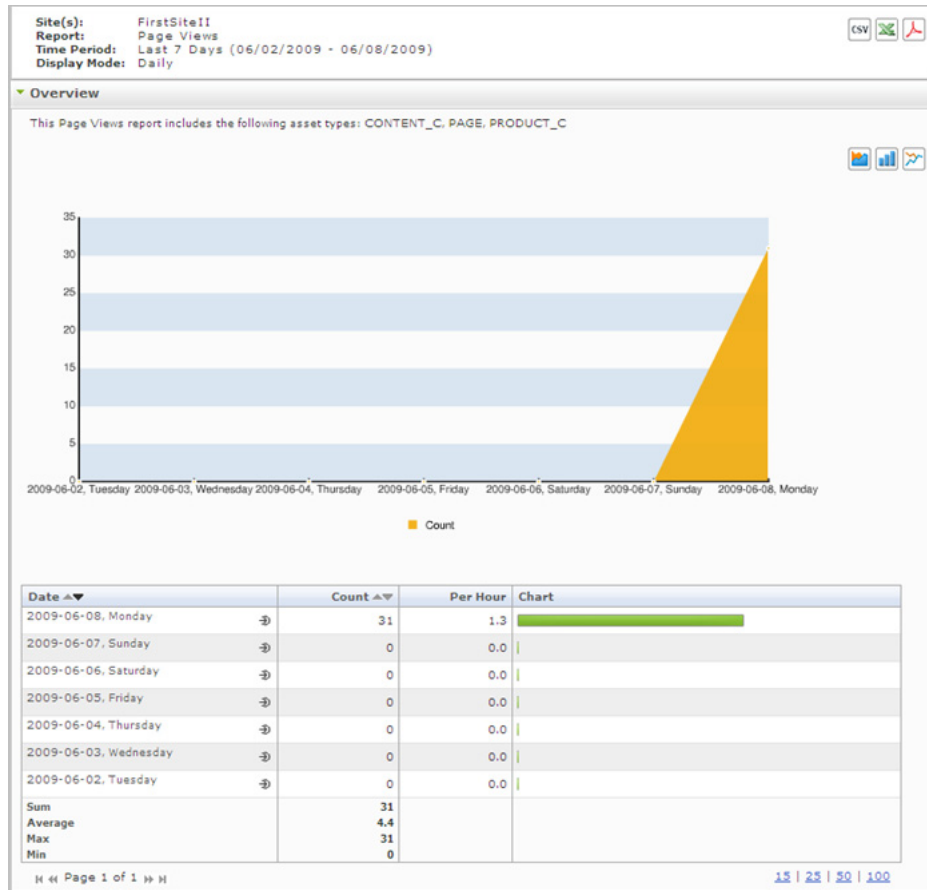 Site(s): FirstSiteII
Report: Page Views
Time Period: Last 7 Days (06/02/2009 - 06/08/2009)
Display Mode: Daily
CSV
Overview
This Page Views report includes the following asset types: CONTENT_C, PAGE, PRODUCT_C
35
30
25
20
15
10
5
0
2009-06-02, Tuesday 2009-06-03, Wednesday 2009-06-04, Thursday 2009-06-05, Friday 2009-06-06, Saturday 2009-06-07, Sunday 2009-06-08, Monday
Count
Date Count Per Hour Chart
2009-06-08, Monday 31 1.3
2009-06-07, Sunday 0 0.0
2009-06-06, Saturday 0 0.0
2009-06-05, Friday 0 0.0
2009-06-04, Thursday 0 0.0
2009-06-03, Wednesday 0 0.0
2009-06-02, Tuesday 0 0.0
Sum 31
Average 4.4
Max 31
Min 0
Page 1 of 1 15 | 25 | 50 | 100